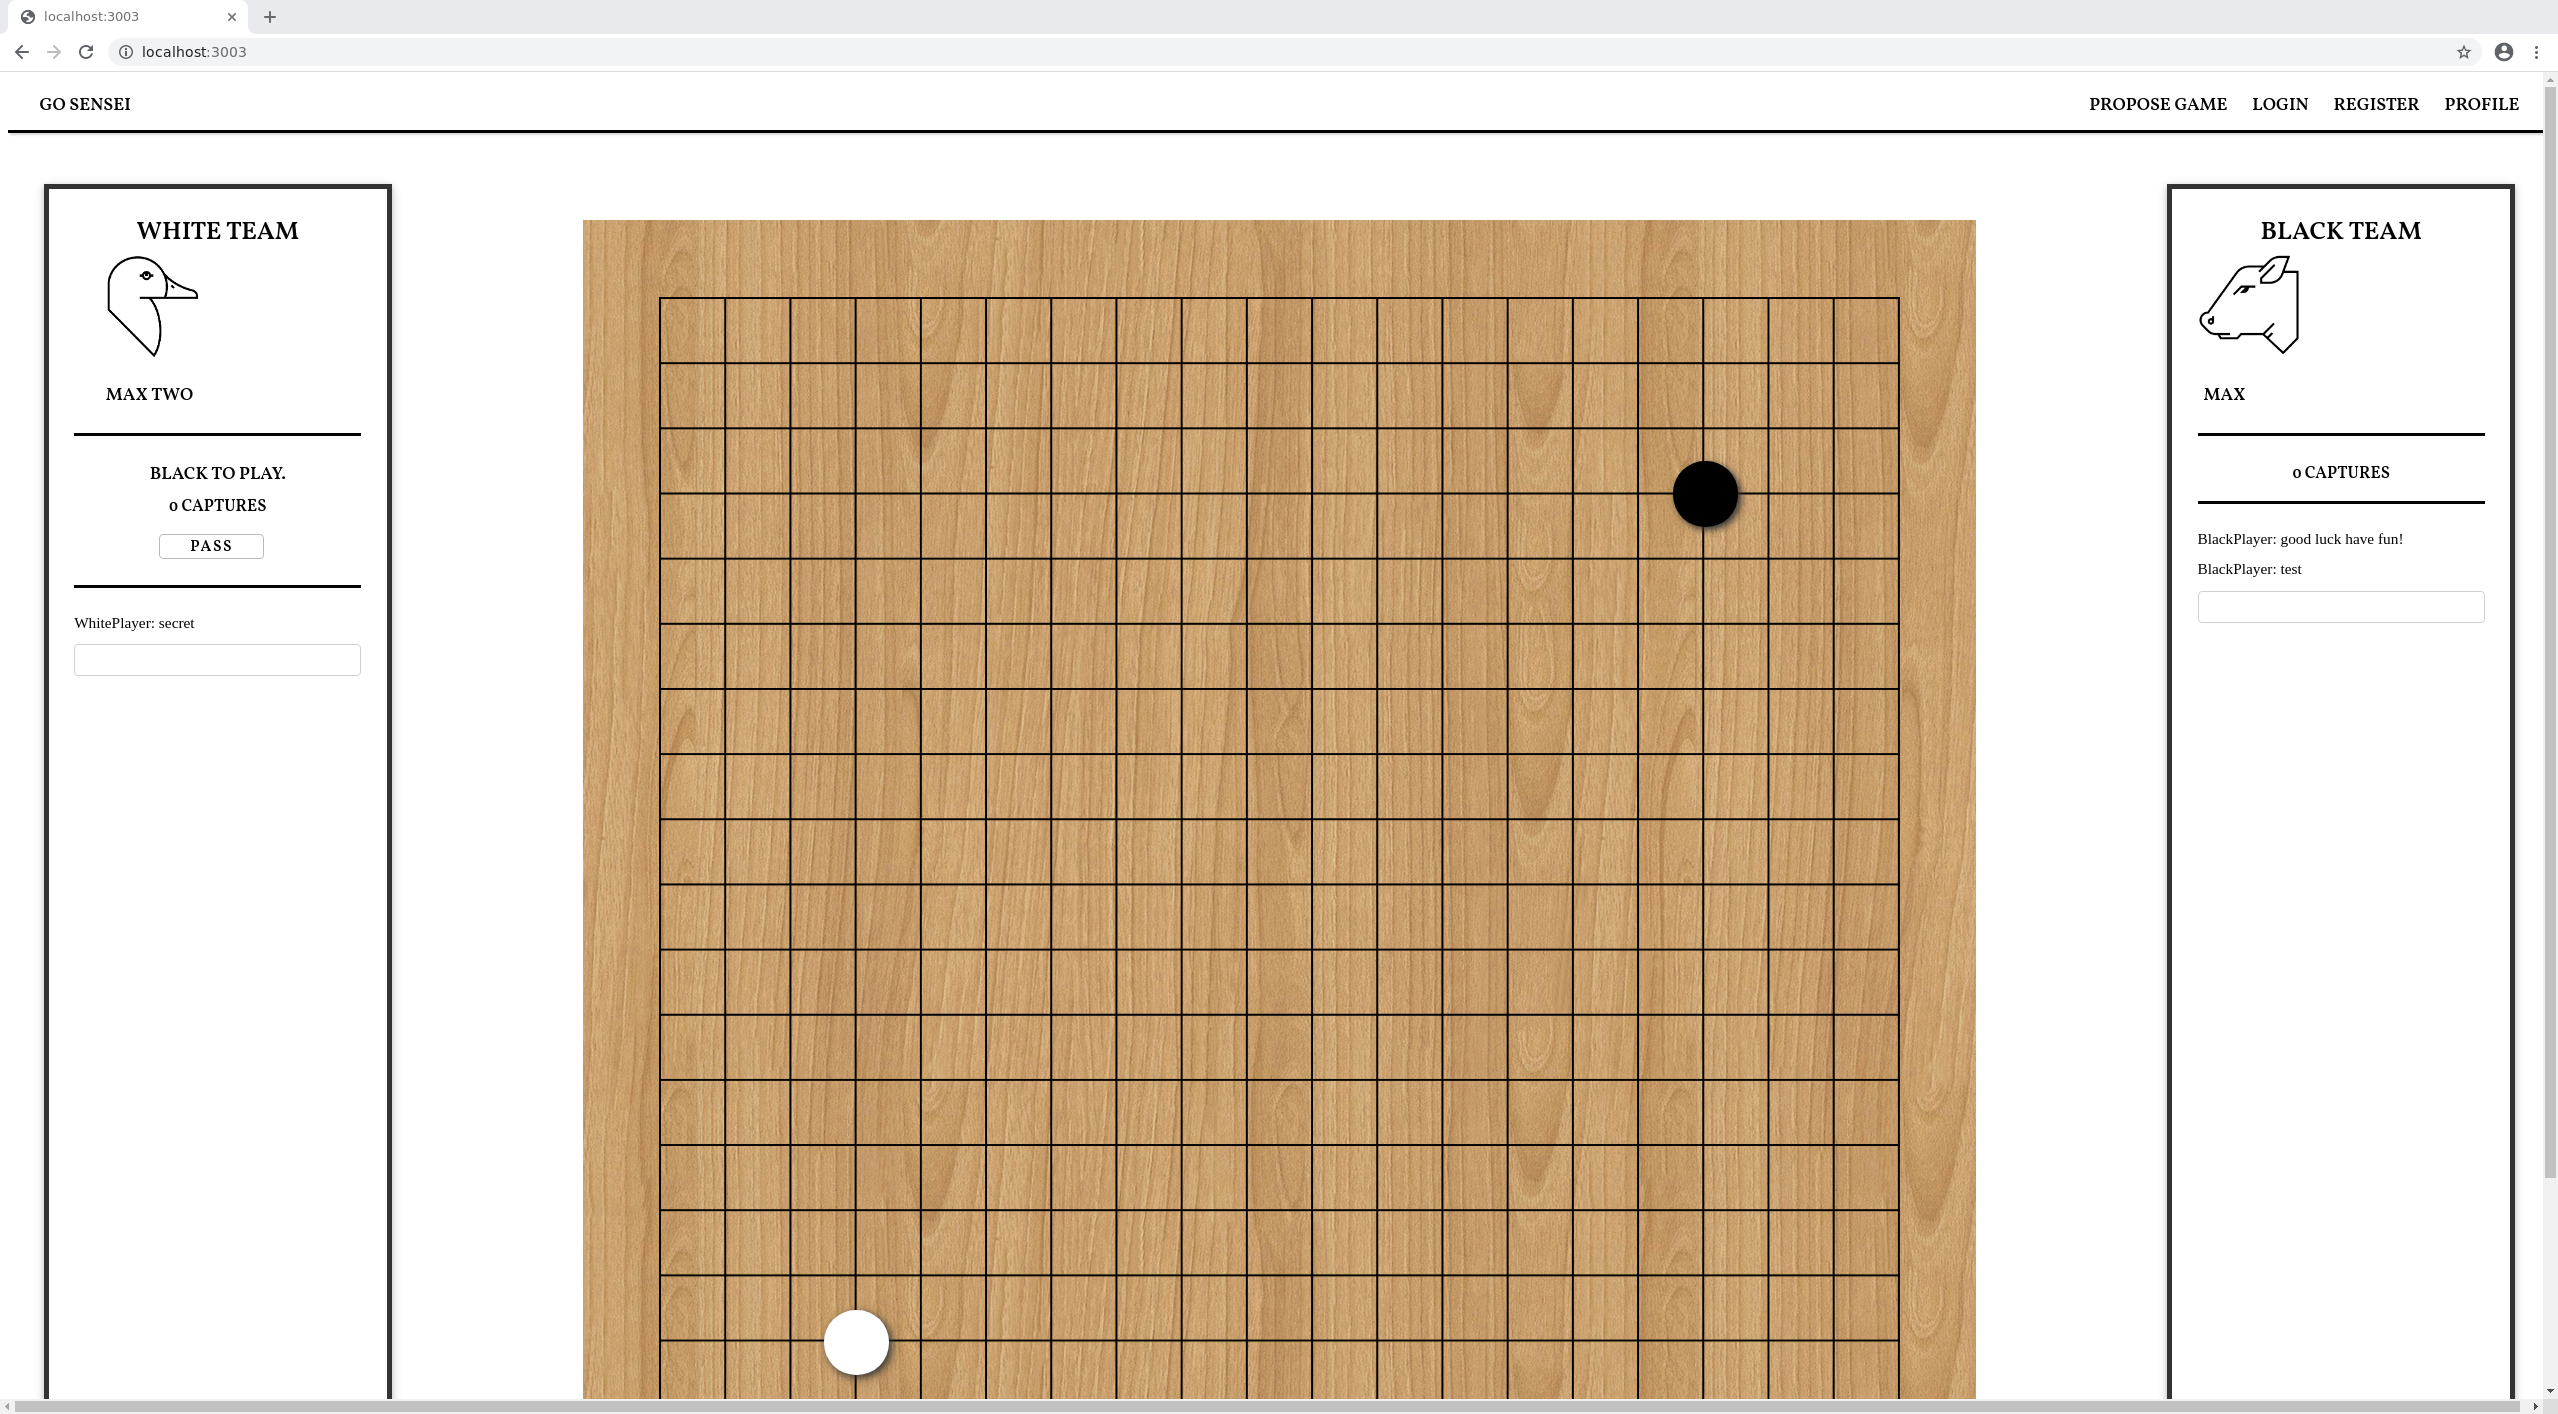 localhost:3003
localhost:3003
GO SENSEI
PROPOSE GAME LOGIN REGISTER PROFILE
WHITE TEAM
MAX TWO
BLACK TO PLAY.
0 CAPTURES
PASS
WhitePlayer: secret
BLACK TEAM
MAX
0 CAPTURES
BlackPlayer: good luck have fun!
BlackPlayer: test